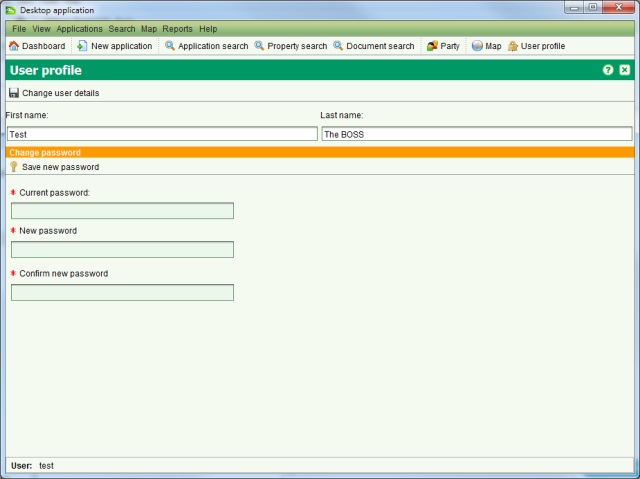 Desktop application
File View Applications Search Map Reports Help
Dashboard New application Application search Property search Document search Party Map User profile
User profile
Change user details
First name: Last name:
Test The BOSS
Change password
Save new password
* Current password:
* New password
* Confirm new password
User: test